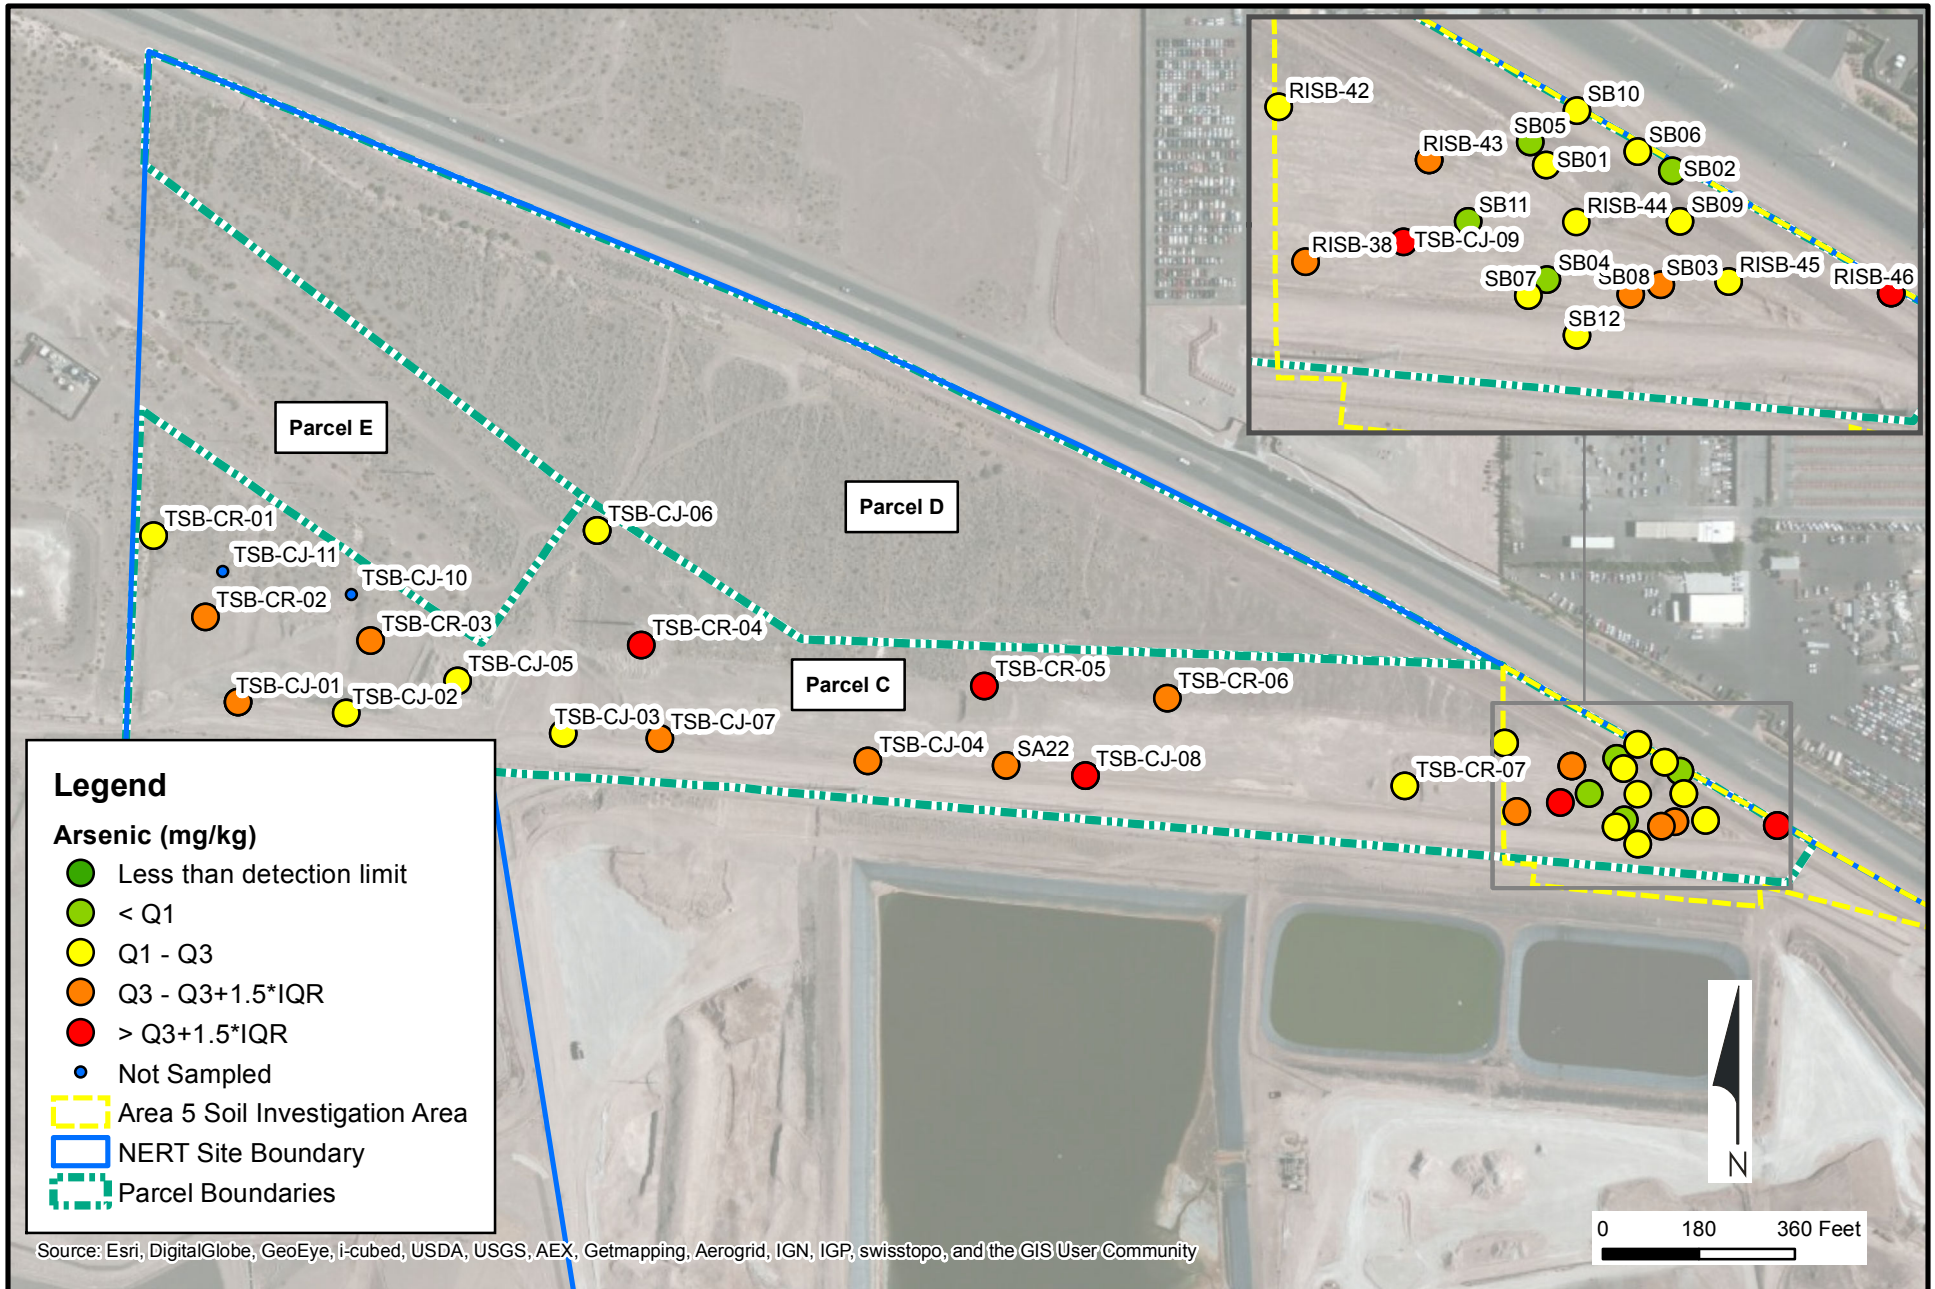 RISB-42
SB10
SB05
SB06
RISB-43
SB01
SB02
SB11
RISB-44
SB09
RISB-38
TSB-CJ-09
SB04
SB08
SB03
RISB-45
RISB-46
SB07
SB12
Parcel E
Parcel D
TSB-CR-01
TSB-CJ-06
TSB-CJ-11
TSB-CJ-10
TSB-CR-02
TSB-CR-03
TSB-CR-04
TSB-CJ-05
TSB-CR-05
Parcel C
TSB-CR-06
TSB-CJ-01
TSB-CJ-02
TSB-CJ-03
TSB-CJ-07
TSB-CJ-04
SA22
TSB-CJ-08
TSB-CR-07
Legend
Arsenic (mg/kg)
Less than detection limit
< Q1
Q1 - Q3
Q3 - Q3+1.5*IQR
> Q3+1.5*IQR
Not Sampled
Area 5 Soil Investigation Area
NERT Site Boundary
Parcel Boundaries
N
0 180 360 Feet
Source: Esri, DigitalGlobe, GeoEye, i-cubed, USDA, USGS, AEX, Getmapping, Aerogrid, IGN, IGP, swisstopo, and the GIS User Community